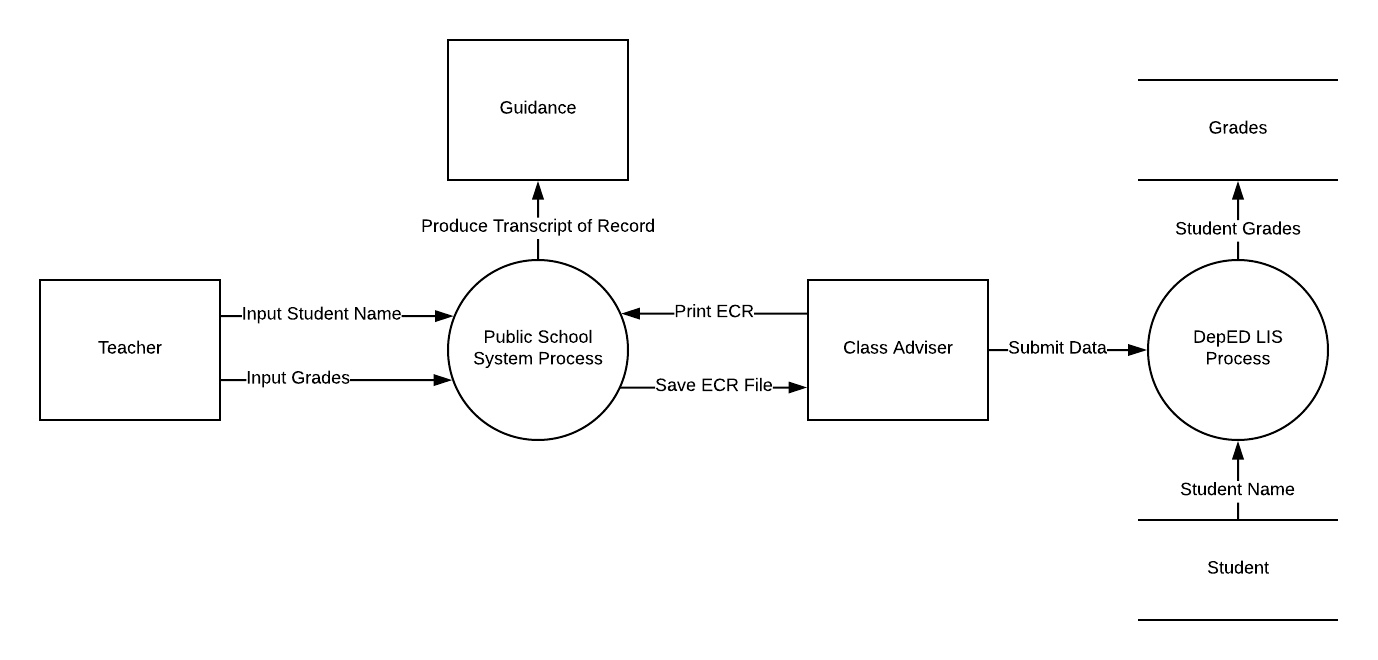 Guidance
Grades
Produce Transcript of Record
Student Grades
Teacher
Input Student Name
Input Grades
Public School
System Process
Print ECR
Save ECR File
Class Adviser
Submit Data
DepED LIS
Process
Student Name
Student